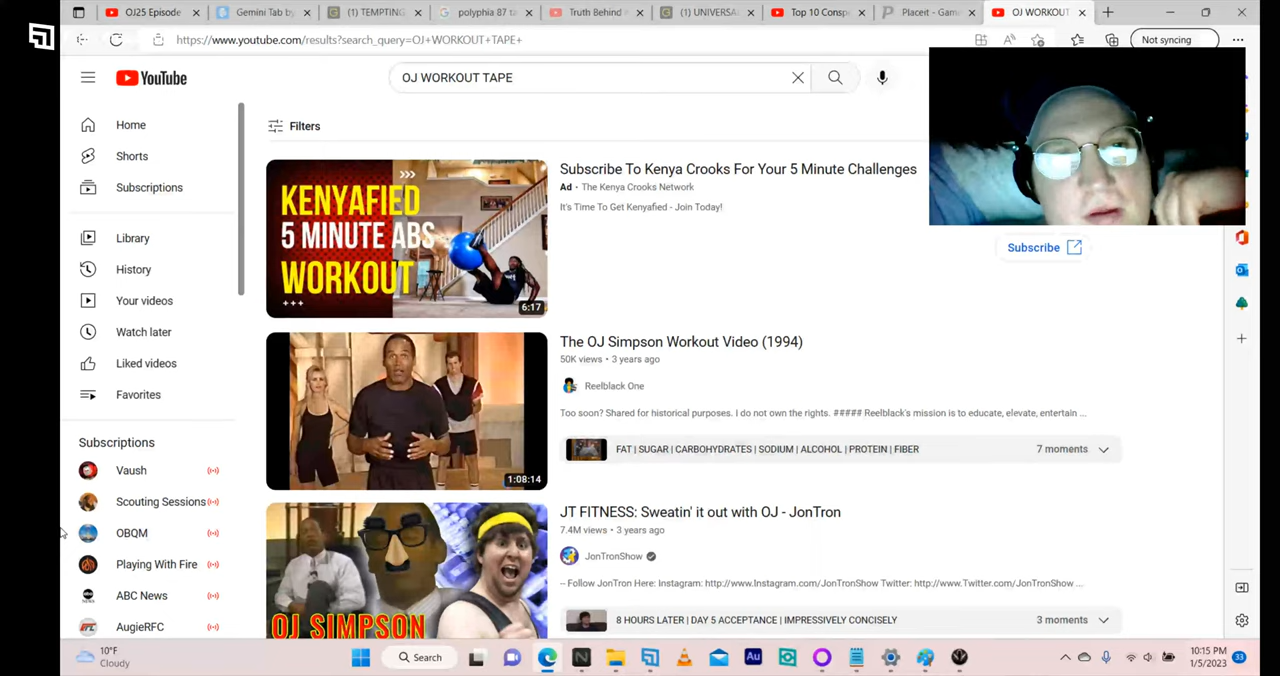 OJ25 Episode
Gemini Tab by
(1) TEMPTING
polyphia 87 ta
Truth Behind
(1) UNIVERSA
Top 10 Consp
Placeit - Gam
OJ WORKOUT
https://www.youtube.com/results?search_query=OJ+WORKOUT+TAPE+
Not syncing
YouTube
OJ WORKOUT TAPE
Home
Shorts
Subscriptions
Library
History
Your videos
Watch later
Liked videos
Favorites
Subscriptions
Vaush
Scouting Sessions
OBQM
Playing With Fire
ABC News
AugieRFC
Filters
KENYAFIED
5 MINUTE ABS
WORKOUT
6:17
Subscribe To Kenya Crooks For Your 5 Minute Challenges
Ad • The Kenya Crooks Network
It's Time To Get Kenyafied - Join Today!
Subscribe
1:08:14
The OJ Simpson Workout Video (1994)
50K views • 3 years ago
Reelblack One
Too soon? Shared for historical purposes. I do not own the rights. ##### Reelblack's mission is to educate, elevate, entertain ...
FAT | SUGAR | CARBOHYDRATES | SODIUM | ALCOHOL | PROTEIN | FIBER
7 moments
OJ SIMPSON
JT FITNESS: Sweatin' it out with OJ - JonTron
7.4M views • 3 years ago
JonTronShow
-- Follow JonTron Here: Instagram: http://www.Instagram.com/JonTronShow Twitter: http://www.Twitter.com/JonTronShow ...
8 HOURS LATER | DAY 5 ACCEPTANCE | IMPRESSIVELY CONCISELY
3 moments
10°F
Cloudy
Search
Au
10:15 PM
1/5/2023
33